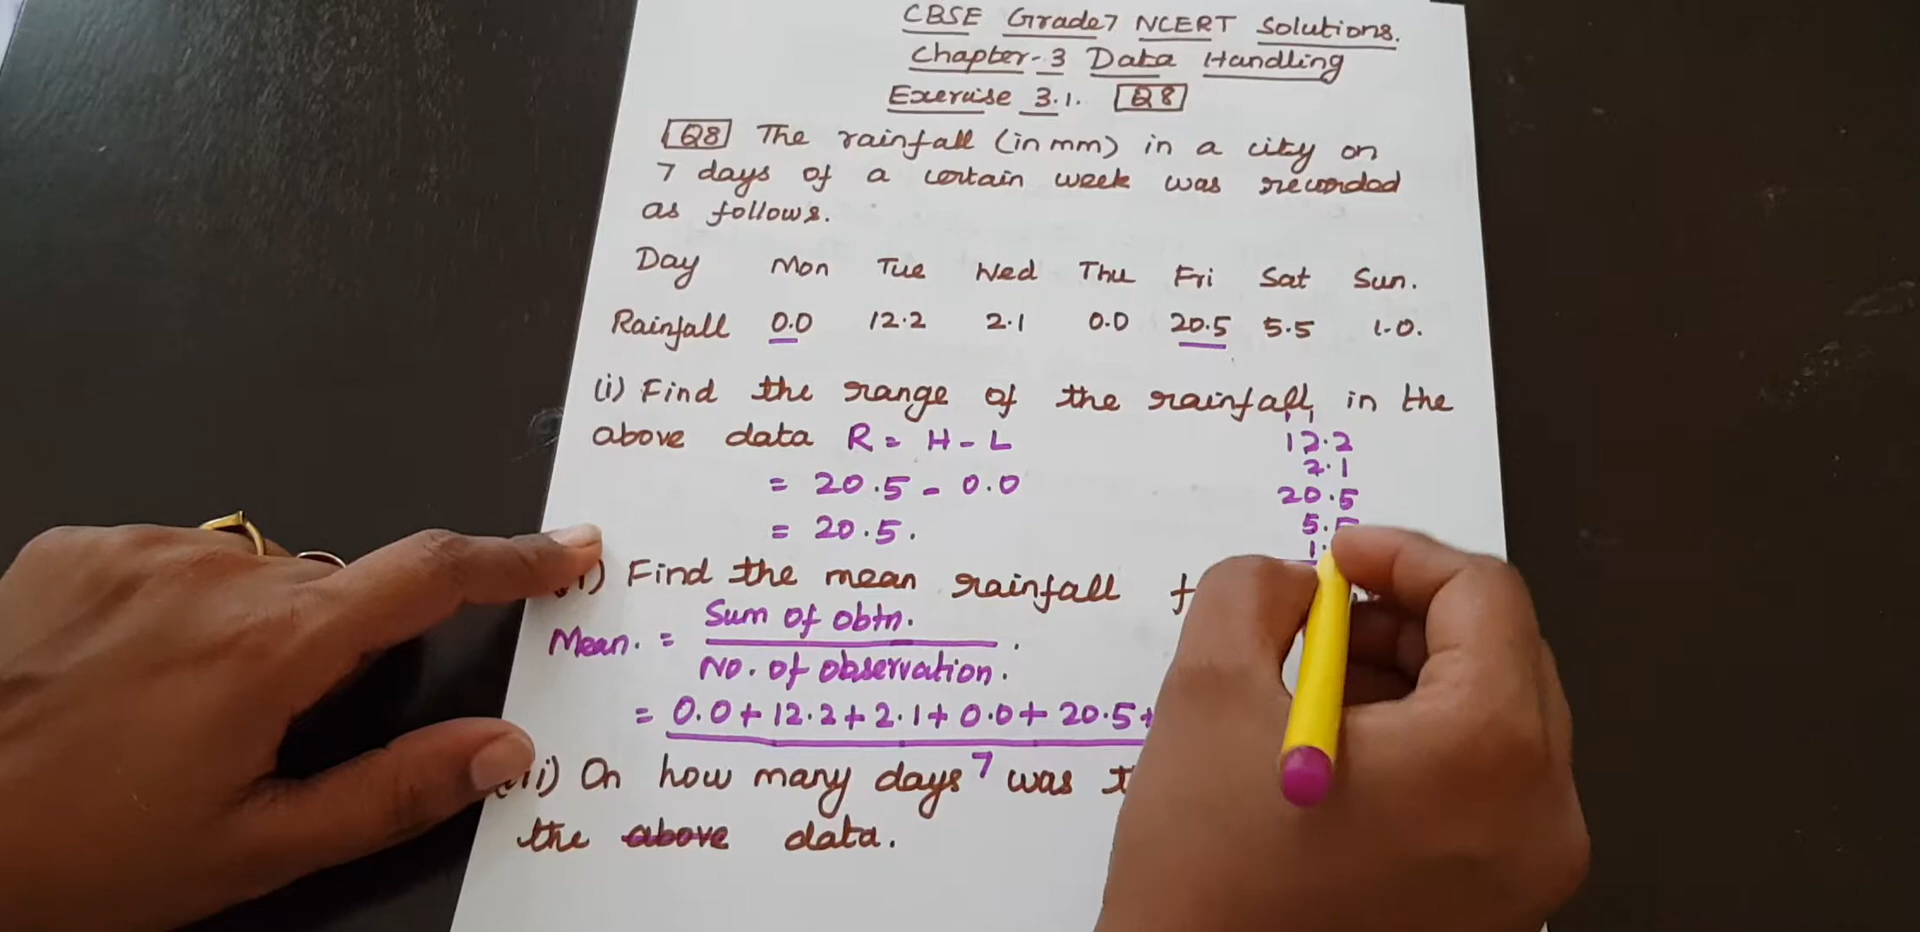 CBSE Grade7 NCERT Solutions.
Chapter-3 Data Handling
Exercise 3.1. Q8
Q8 The rainfall (in mm) in a city on
7 days of a certain week was recorded
as follows.
Day Mon Tue Wed Thu Fri Sat Sun.
Rainfall 0.0 12.2 2.1 0.0 20.5 5.5 1.0.
(i) Find the range of the rainfall in the
above data R = H - L
= 20.5 - 0.0
= 20.5.
1 1
12.2
2.1
20.5
5.5
1.
Find the mean rainfall
Mean. = Sum of obtn.
No. of observation.
= 0.0 + 12.2 + 2.1 + 0.0 + 20.5 +
7
On how many days was
the above data.